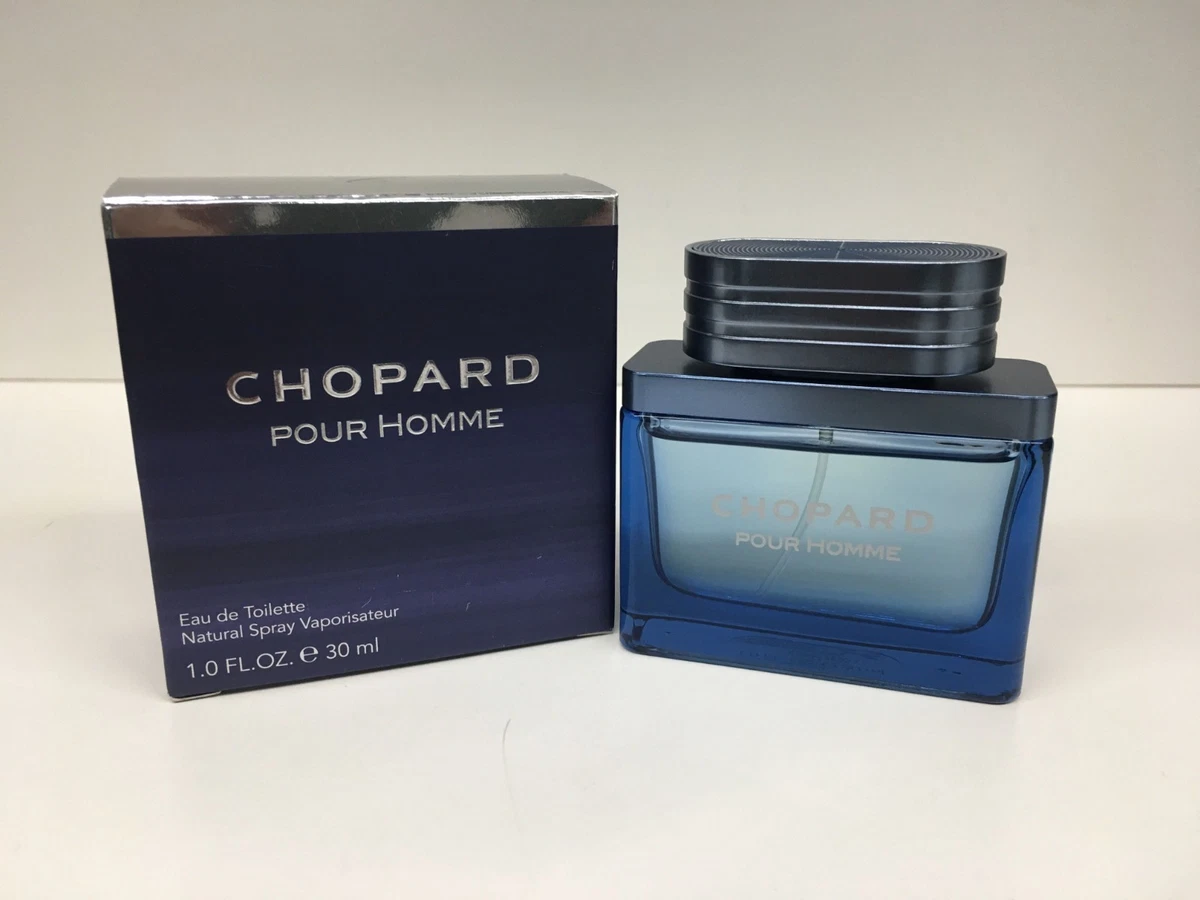 CHOPARD
POUR HOMME
Eau de Toilette
Natural Spray Vaporisateur
1.0 FL.OZ. ℮ 30 ml
CHOPARD
POUR HOMME